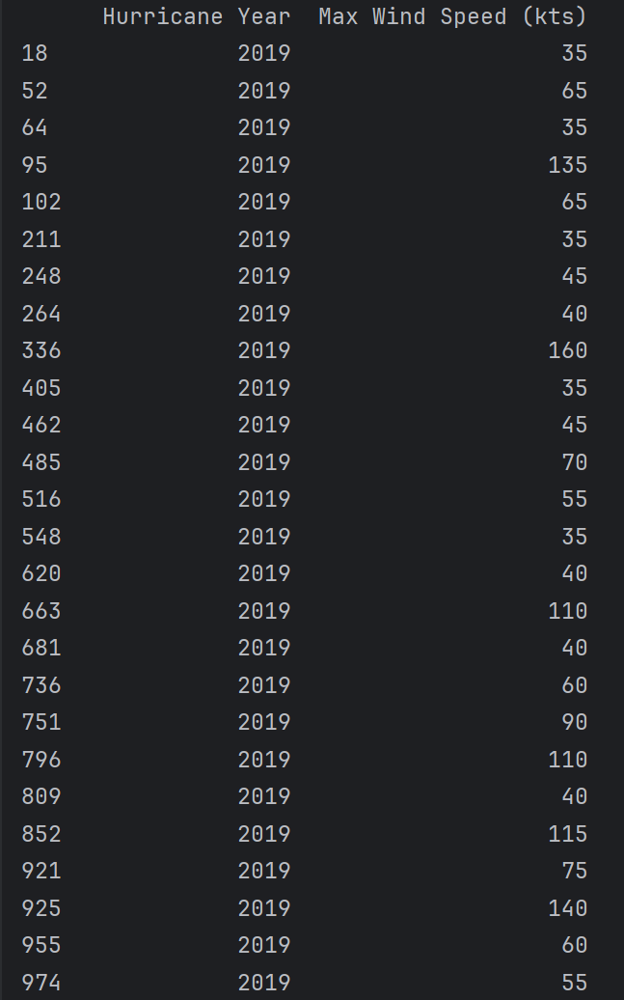 Hurricane Year Max Wind Speed (kts)
18 2019 35
52 2019 65
64 2019 35
95 2019 135
102 2019 65
211 2019 35
248 2019 45
264 2019 40
336 2019 160
405 2019 35
462 2019 45
485 2019 70
516 2019 55
548 2019 35
620 2019 40
663 2019 110
681 2019 40
736 2019 60
751 2019 90
796 2019 110
809 2019 40
852 2019 115
921 2019 75
925 2019 140
955 2019 60
974 2019 55